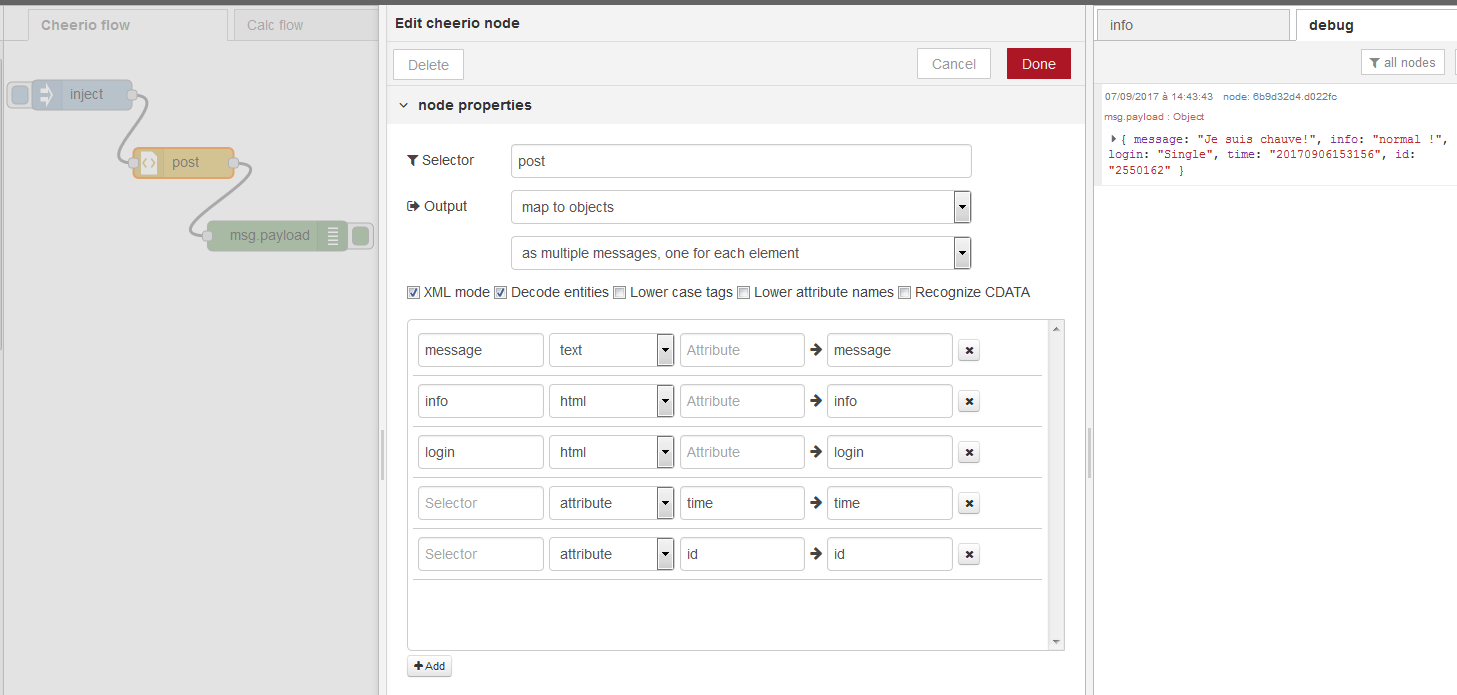 Cheerio flow
Calc flow
inject
post
msg.payload
Edit cheerio node
Delete
Cancel
Done
node properties
Selector
post
Output
map to objects
as multiple messages, one for each element
XML mode Decode entities Lower case tags Lower attribute names Recognize CDATA
message text Attribute message
info html Attribute info
login html Attribute login
Selector attribute time time
Selector attribute id id
Add
info
debug
all nodes
07/09/2017 à 14:43:43 node: 6b9d32d4.d022fc
msg.payload : Object
{ message: "Je suis chauve!", info: "normal !",
login: "Single", time: "20170906153156", id:
"2550162" }